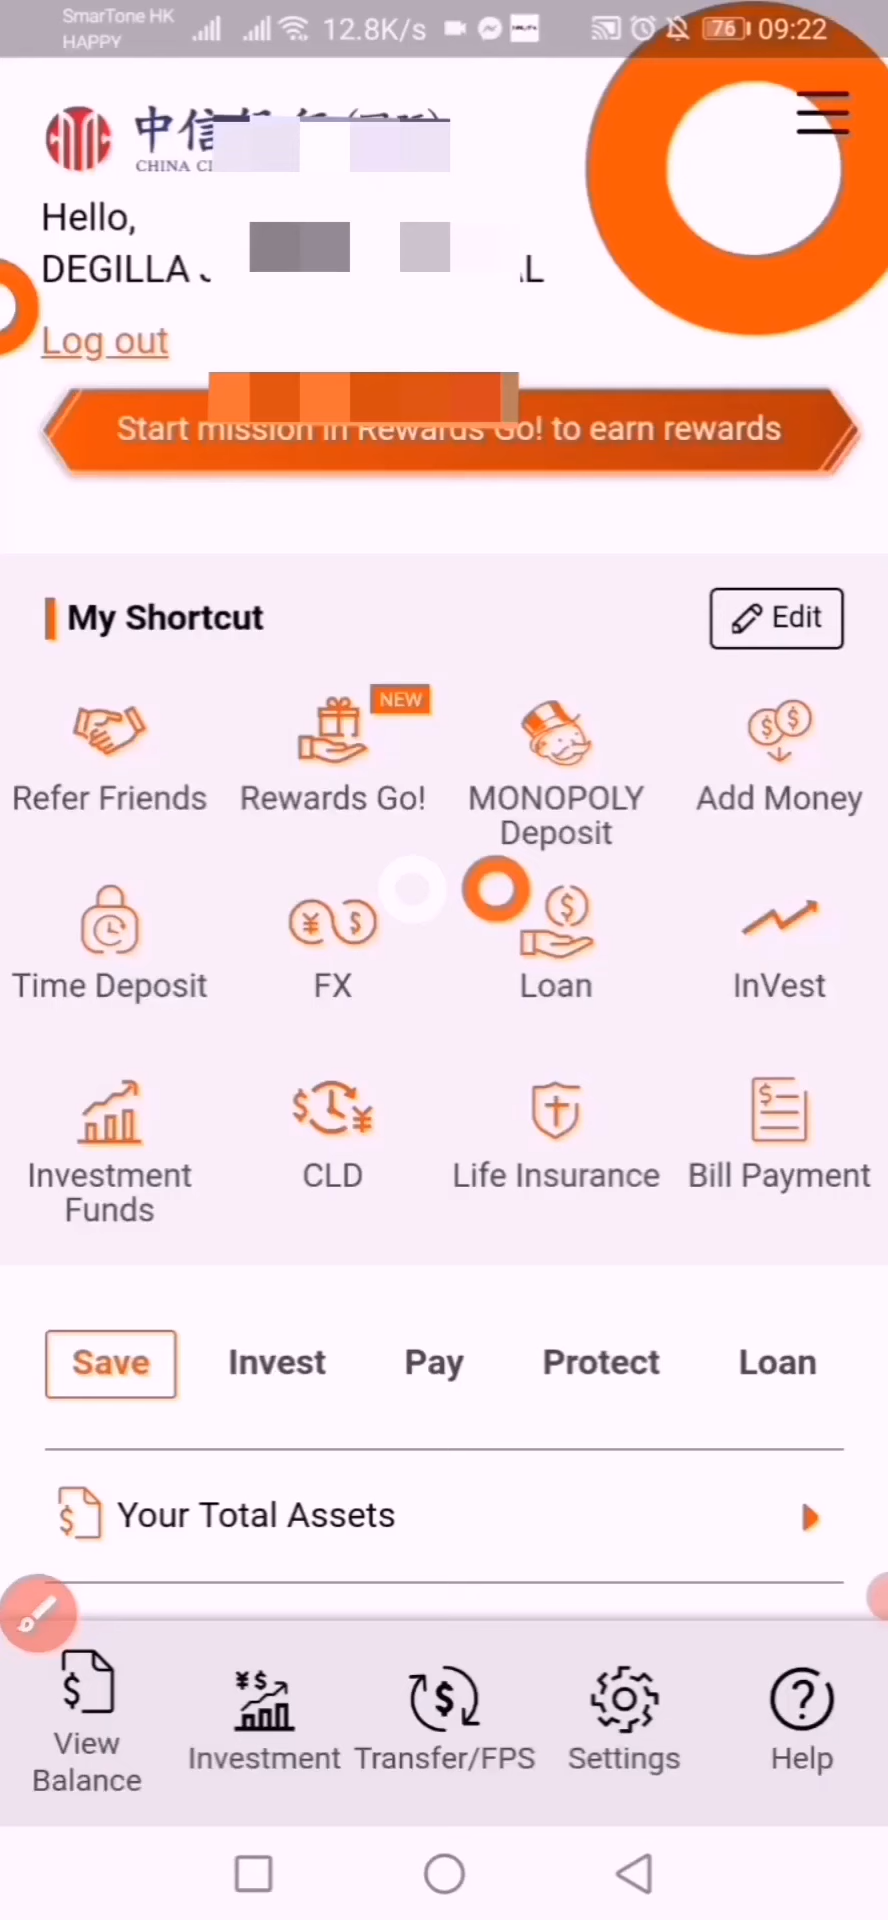 SmarTone HK
HAPPY
12.8K/s
76
09:22
中信
CHINA
Hello,
DEGILLA
Log out
Start mission in Rewards Go! to earn rewards
My Shortcut
Edit
NEW
Refer Friends
Rewards Go!
MONOPOLY
Deposit
Add Money
Time Deposit
FX
Loan
InVest
Investment
Funds
CLD
Life Insurance
Bill Payment
Save
Invest
Pay
Protect
Loan
Your Total Assets
View
Balance
Investment
Transfer/FPS
Settings
Help